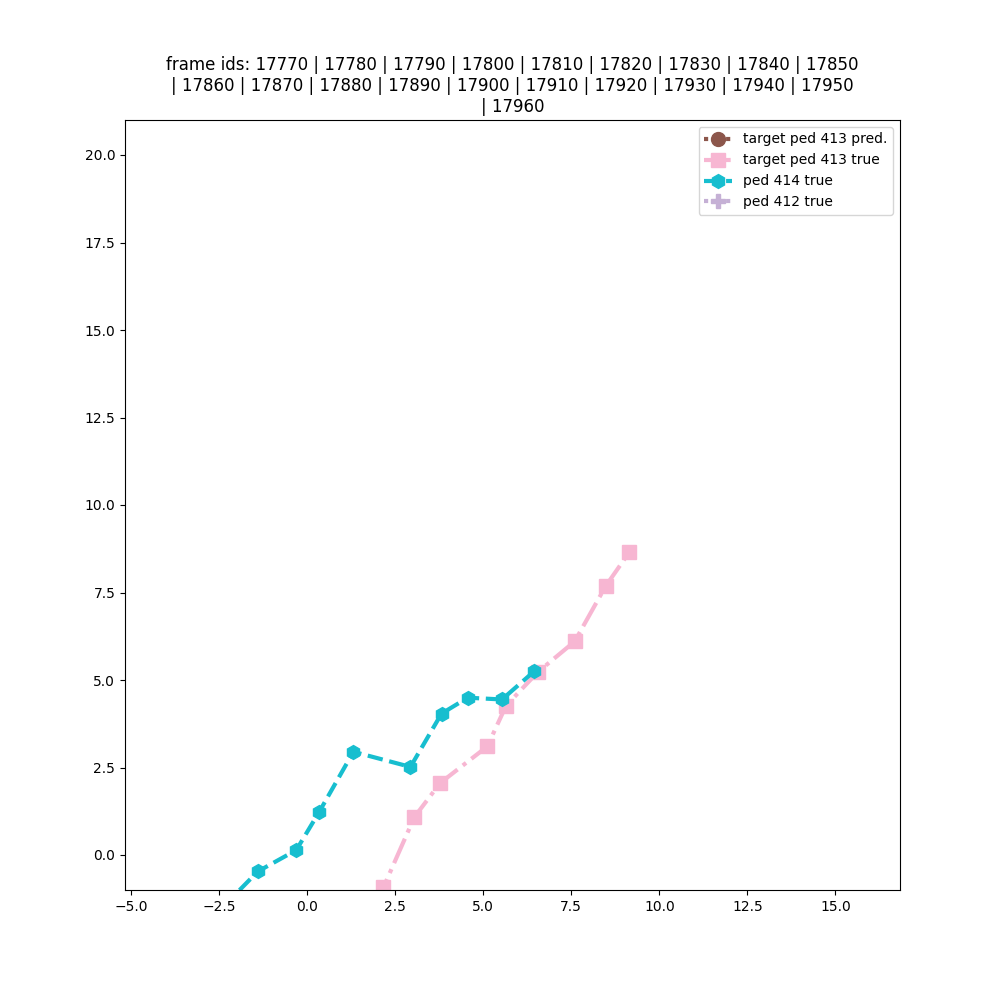 frame ids: 17770 | 17780 | 17790 | 17800 | 17810 | 17820 | 17830 | 17840 | 17850
| 17860 | 17870 | 17880 | 17890 | 17900 | 17910 | 17920 | 17930 | 17940 | 17950
| 17960
target ped 413 pred.
target ped 413 true
ped 414 true
ped 412 true
20.0
17.5
15.0
12.5
10.0
7.5
5.0
2.5
0.0
−5.0 −2.5 0.0 2.5 5.0 7.5 10.0 12.5 15.0